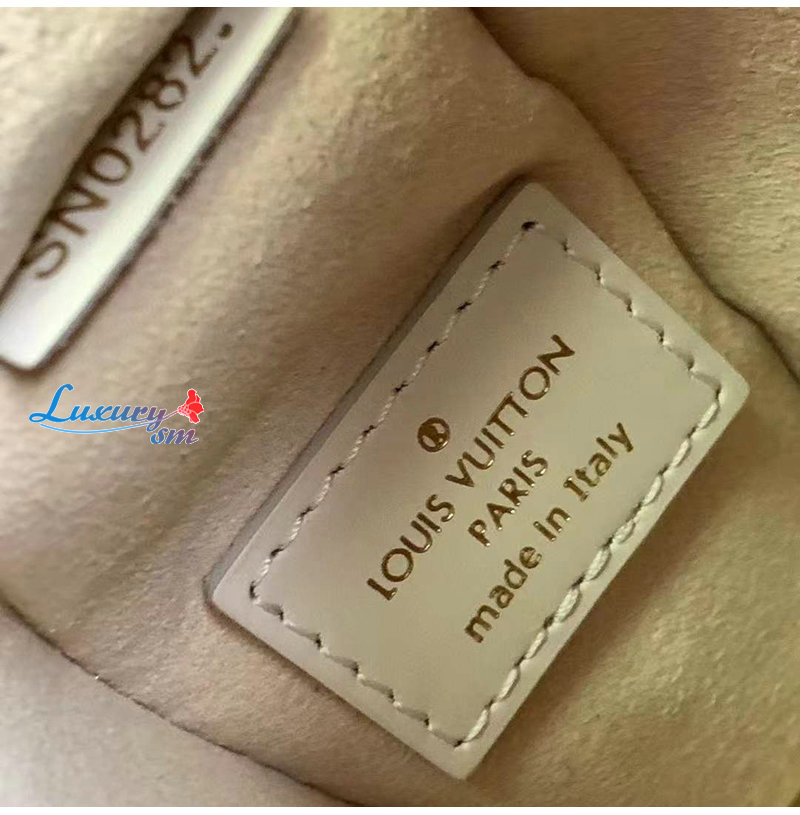 SN0282.
Luxury
sm
®
LOUIS VUITTON
PARIS
made in Italy